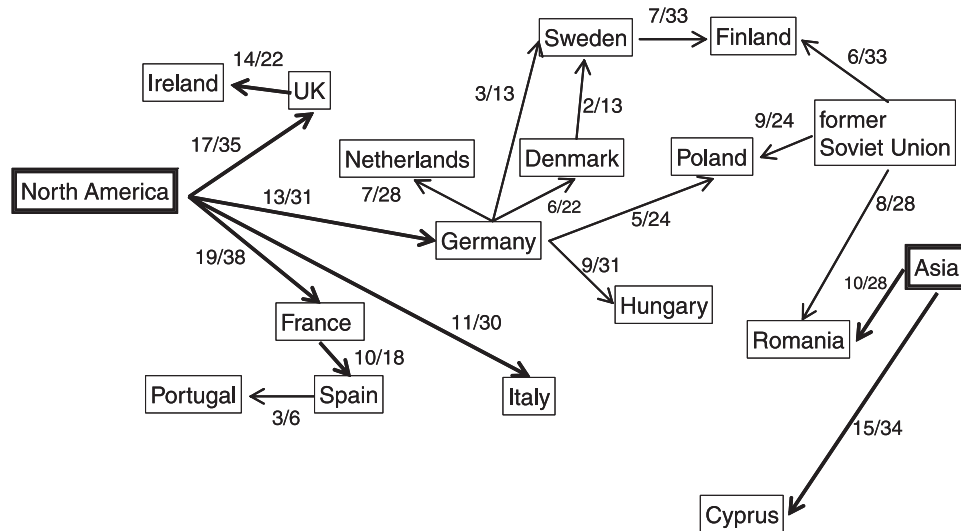 7/33
Sweden
Finland
14/22
6/33
Ireland
UK
3/13
2/13
9/24
former
Soviet Union
17/35
Netherlands
Denmark
Poland
North America
13/31
7/28
6/22
5/24
8/28
Germany
19/38
9/31
10/28
Asia
Hungary
France
11/30
Romania
10/18
Portugal
Spain
Italy
3/6
15/34
Cyprus